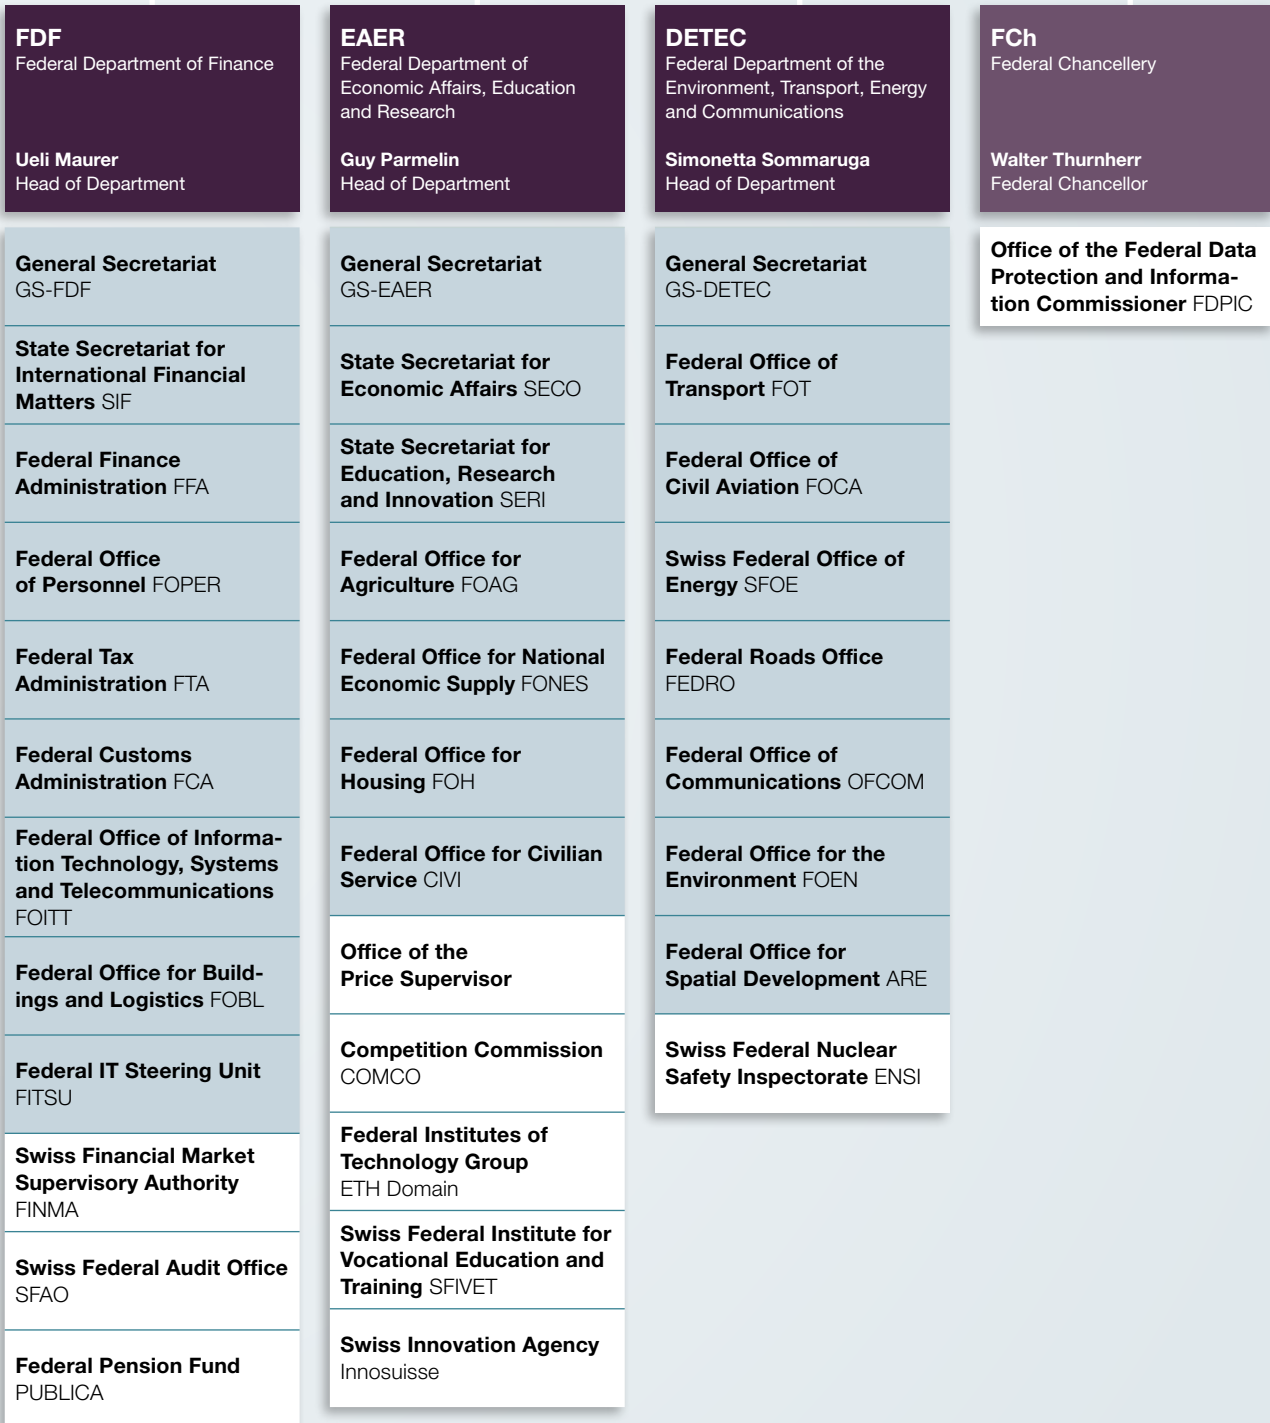 FDF
Federal Department of Finance
Ueli Maurer
Head of Department
General Secretariat
GS-FDF
State Secretariat for
International Financial
Matters SIF
Federal Finance
Administration FFA
Federal Office
of Personnel FOPER
Federal Tax
Administration FTA
Federal Customs
Administration FCA
Federal Office of Informa-
tion Technology, Systems
and Telecommunications
FOITT
Federal Office for Build-
ings and Logistics FOBL
Federal IT Steering Unit
FITSU
Swiss Financial Market
Supervisory Authority
FINMA
Swiss Federal Audit Office
SFAO
Federal Pension Fund
PUBLICA
EAER
Federal Department of
Economic Affairs, Education
and Research
Guy Parmelin
Head of Department
General Secretariat
GS-EAER
State Secretariat for
Economic Affairs SECO
State Secretariat for
Education, Research
and Innovation SERI
Federal Office for
Agriculture FOAG
Federal Office for National
Economic Supply FONES
Federal Office for
Housing FOH
Federal Office for Civilian
Service CIVI
Office of the
Price Supervisor
Competition Commission
COMCO
Federal Institutes of
Technology Group
ETH Domain
Swiss Federal Institute for
Vocational Education and
Training SFIVET
Swiss Innovation Agency
Innosuisse
DETEC
Federal Department of the
Environment, Transport, Energy
and Communications
Simonetta Sommaruga
Head of Department
General Secretariat
GS-DETEC
Federal Office of
Transport FOT
Federal Office of
Civil Aviation FOCA
Swiss Federal Office of
Energy SFOE
Federal Roads Office
FEDRO
Federal Office of
Communications OFCOM
Federal Office for the
Environment FOEN
Federal Office for
Spatial Development ARE
Swiss Federal Nuclear
Safety Inspectorate ENSI
FCh
Federal Chancellery
Walter Thurnherr
Federal Chancellor
Office of the Federal Data
Protection and Informa-
tion Commissioner FDPIC